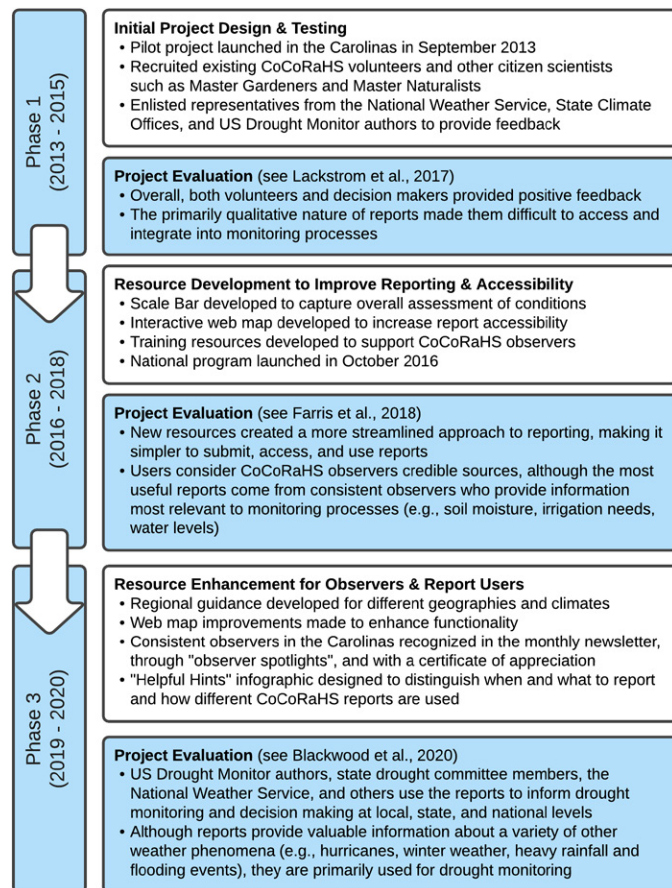 Phase 1
(2013 - 2015)
Initial Project Design & Testing
• Pilot project launched in the Carolinas in September 2013
• Recruited existing CoCoRaHS volunteers and other citizen scientists
such as Master Gardeners and Master Naturalists
• Enlisted representatives from the National Weather Service, State Climate
Offices, and US Drought Monitor authors to provide feedback
Project Evaluation (see Lackstrom et al., 2017)
• Overall, both volunteers and decision makers provided positive feedback
• The primarily qualitative nature of reports made them difficult to access and
integrate into monitoring processes
Phase 2
(2016 - 2018)
Resource Development to Improve Reporting & Accessibility
• Scale Bar developed to capture overall assessment of conditions
• Interactive web map developed to increase report accessibility
• Training resources developed to support CoCoRaHS observers
• National program launched in October 2016
Project Evaluation (see Farris et al., 2018)
• New resources created a more streamlined approach to reporting, making it
simpler to submit, access, and use reports
• Users consider CoCoRaHS observers credible sources, although the most
useful reports come from consistent observers who provide information
most relevant to monitoring processes (e.g., soil moisture, irrigation needs,
water levels)
Phase 3
(2019 - 2020)
Resource Enhancement for Observers & Report Users
• Regional guidance developed for different geographies and climates
• Web map improvements made to enhance functionality
• Consistent observers in the Carolinas recognized in the monthly newsletter,
through "observer spotlights", and with a certificate of appreciation
• "Helpful Hints" infographic designed to distinguish when and what to report
and how different CoCoRaHS reports are used
Project Evaluation (see Blackwood et al., 2020)
• US Drought Monitor authors, state drought committee members, the
National Weather Service, and others use the reports to inform drought
monitoring and decision making at local, state, and national levels
• Although reports provide valuable information about a variety of other
weather phenomena (e.g., hurricanes, winter weather, heavy rainfall and
flooding events), they are primarily used for drought monitoring